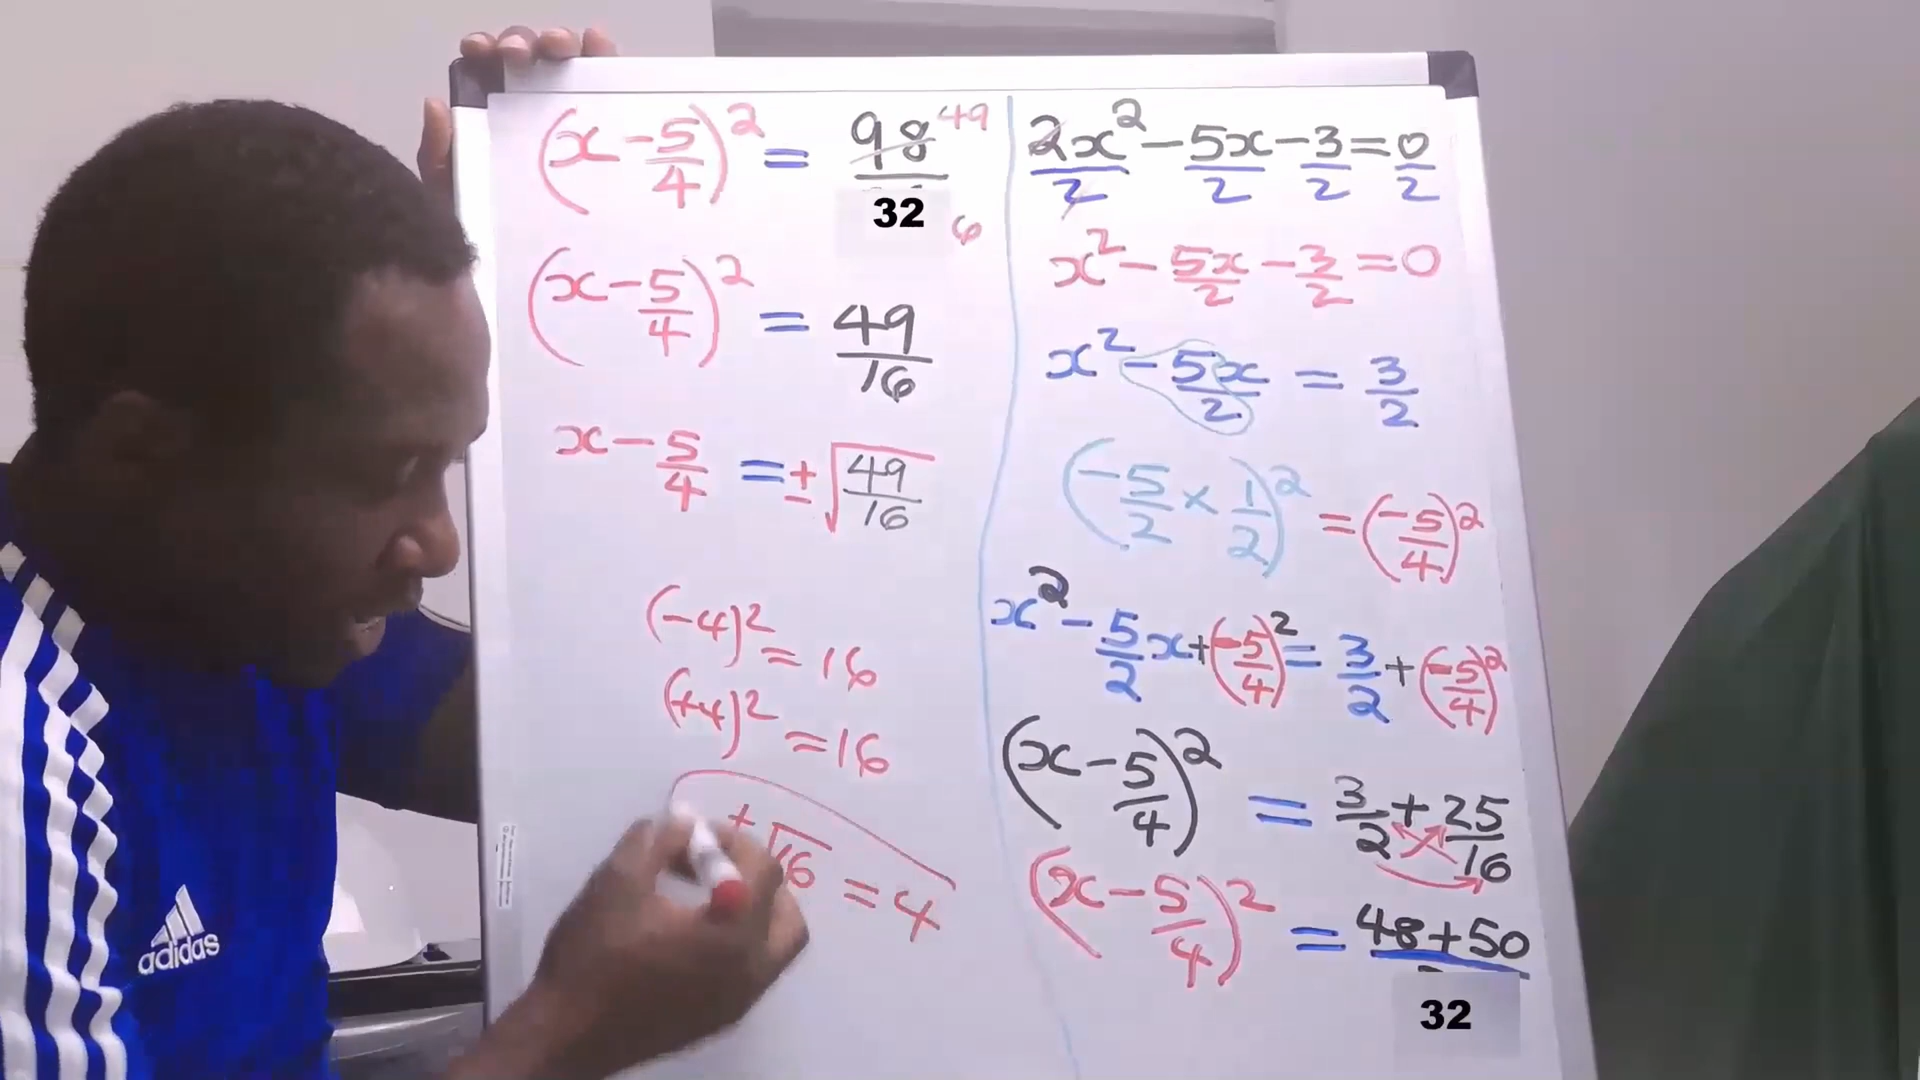 (x - 5/4)² = 98/32 49 6
(x - 5/4)² = 49/16
x - 5/4 = ± √(49/16)
(-4)² = 16
(+4)² = 16
+ √16 = 4
2x²/2 - 5x/2 - 3/2 = 0/2
x² - 5x/2 - 3/2 = 0
x² - 5x/2 = 3/2
(-5/2 × 1/2)² = (-5/4)²
x² - 5/2 x + (-5/4)² = 3/2 + (-5/4)²
(x - 5/4)² = 3/2 + 25/16
(x - 5/4)² = 48+50/32
adidas